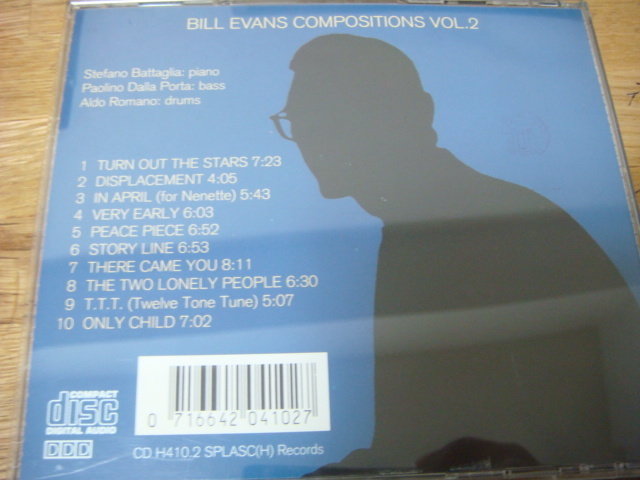 BILL EVANS COMPOSITIONS VOL.2
Stefano Battaglia: piano
Paolino Dalla Porta: bass
Aldo Romano: drums
1 TURN OUT THE STARS 7:23
2 DISPLACEMENT 4:05
3 IN APRIL (for Nenette) 5:43
4 VERY EARLY 6:03
5 PEACE PIECE 6:52
6 STORY LINE 6:53
7 THERE CAME YOU 8:11
8 THE TWO LONELY PEOPLE 6:30
9 T.T.T. (Twelve Tone Tune) 5:07
10 ONLY CHILD 7:02
COMPACT
disc
DIGITAL AUDIO
DDD
0 716642 041027
CD H410.2 SPLASC(H) Records